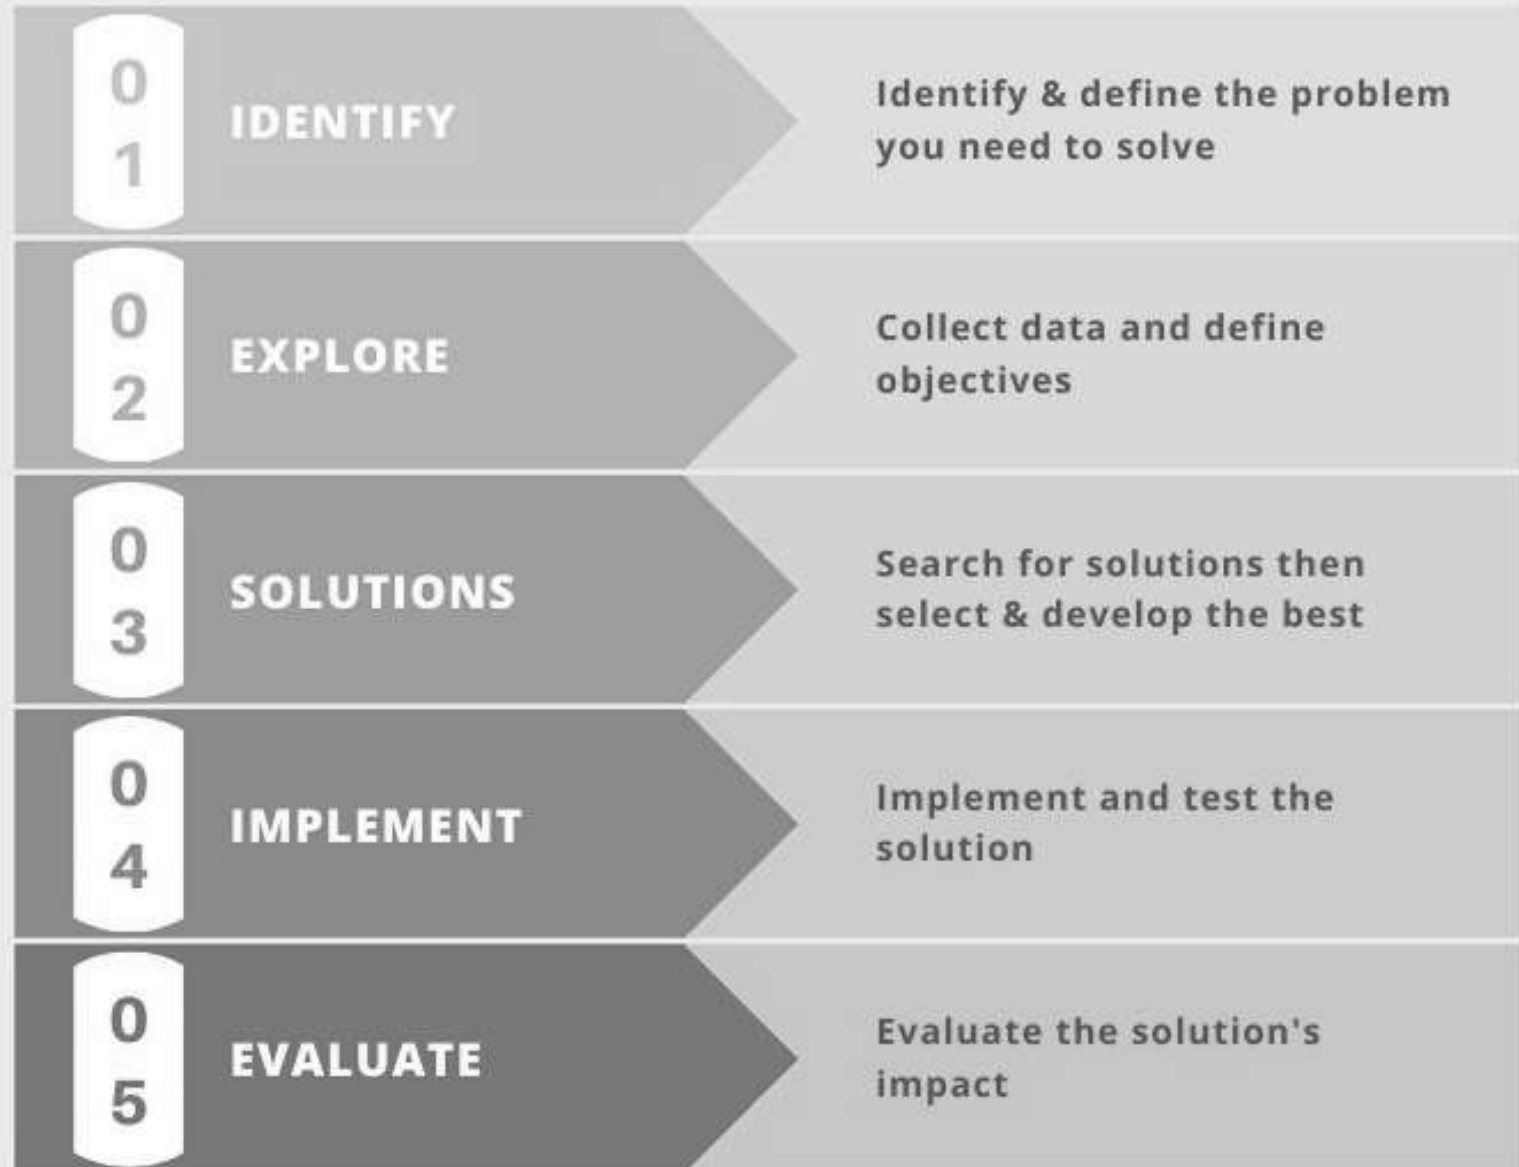 0
1
IDENTIFY
Identify & define the problem
you need to solve
0
2
EXPLORE
Collect data and define
objectives
0
3
SOLUTIONS
Search for solutions then
select & develop the best
0
4
IMPLEMENT
Implement and test the
solution
0
5
EVALUATE
Evaluate the solution's
impact